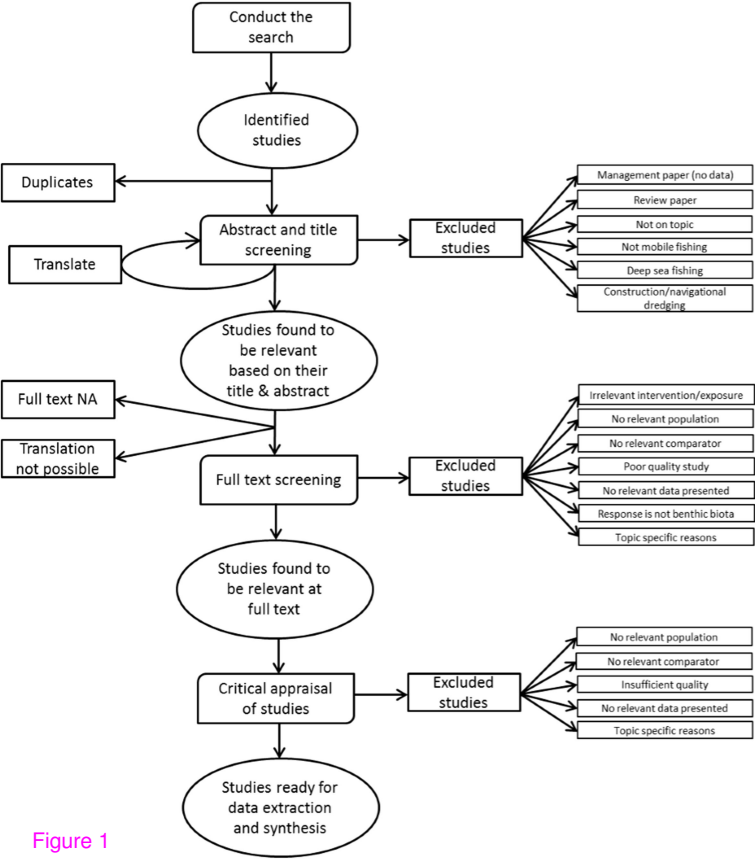 Conduct the
search
Identified
studies
Duplicates
Abstract and title
screening
Translate
Excluded
studies
Management paper (no data)
Review paper
Not on topic
Not mobile fishing
Deep sea fishing
Construction/navigational
dredging
Studies found to
be relevant
based on their
title & abstract
Full text NA
Translation
not possible
Full text screening
Excluded
studies
Irrelevant intervention/exposure
No relevant population
No relevant comparator
Poor quality study
No relevant data presented
Response is not benthic biota
Topic specific reasons
Studies found to
be relevant at
full text
Critical appraisal
of studies
Excluded
studies
No relevant population
No relevant comparator
Insufficient quality
No relevant data presented
Topic specific reasons
Studies ready for
data extraction
and synthesis
Figure 1